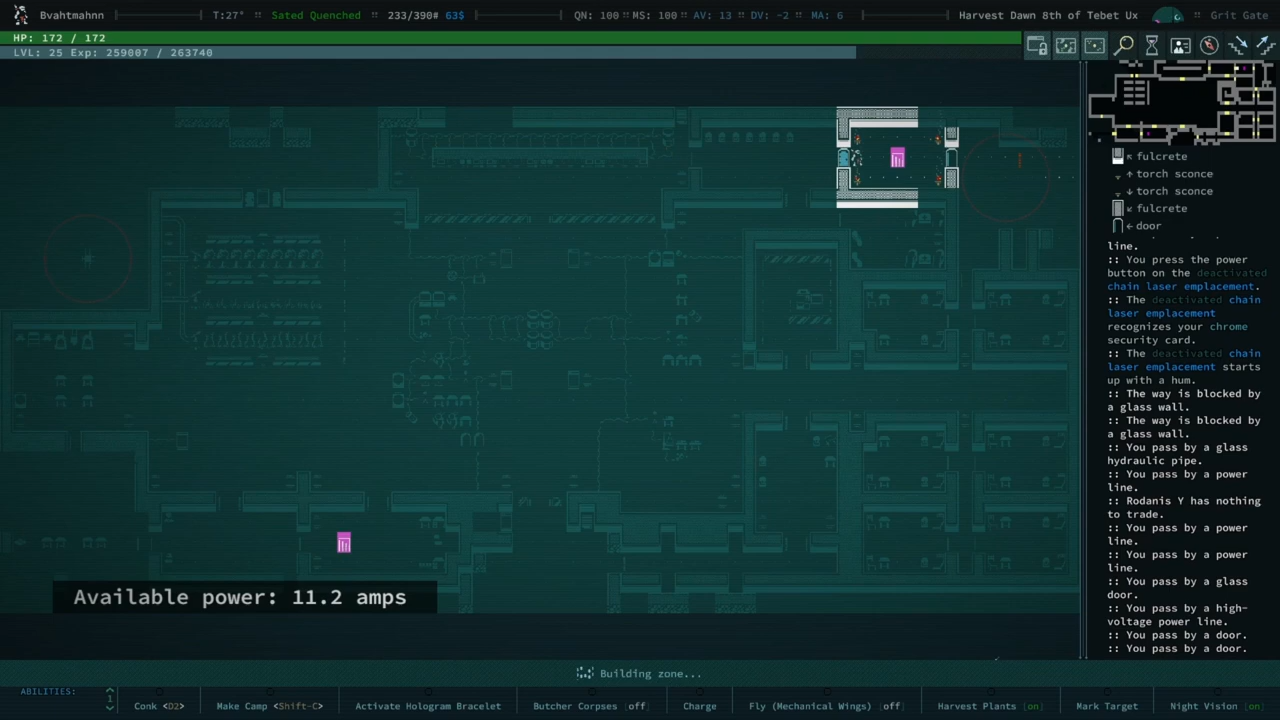 Bvahtmahnn T:27° :: Sated Quenched :: 233/390# 63$ QN: 100 :: MS: 100 :: AV: 13 :: DV: -2 :: MA: 6 Harvest Dawn 8th of Tebet Ux Grit Gate
HP: 172 / 172
LVL: 25 Exp: 259007 / 263740
fulcrete
torch sconce
torch sconce
fulcrete
door
line.
:: You press the power
button on the deactivated
chain laser emplacement.
:: The deactivated chain
laser emplacement
recognizes your chrome
security card.
:: The deactivated chain
laser emplacement starts
up with a hum.
:: The way is blocked by
a glass wall.
:: The way is blocked by
a glass wall.
:: You pass by a glass
hydraulic pipe.
:: You pass by a power
line.
:: Rodanis Y has nothing
to trade.
:: You pass by a power
line.
:: You pass by a power
line.
:: You pass by a glass
door.
:: You pass by a high-
voltage power line.
:: You pass by a door.
:: You pass by a door.
Available power: 11.2 amps
Building zone...
ABILITIES: 1 Conk <D2> Make Camp <Shift-C> Activate Hologram Bracelet Butcher Corpses [off] Charge Fly (Mechanical Wings) [off] Harvest Plants [on] Mark Target Night Vision [on]